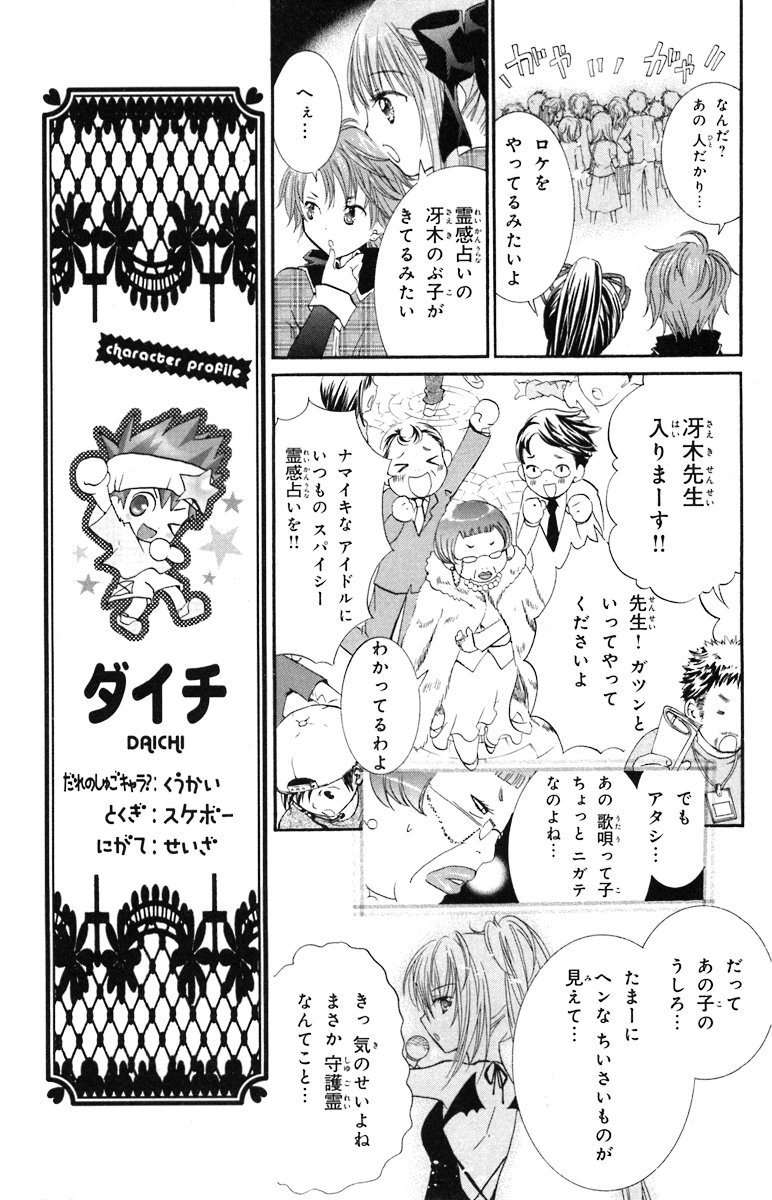 ガヤ
ガヤ
なんだ？
あの人だかり…
ロケを
やってるみたいよ
霊感占いの
冴木のぶ子が
きてるみたい
へぇ…
冴木先生
入りまーす!!
先生！ガツンと
いってやって
くださいよ
ナマイキなアイドルに
いつものスパイシー
霊感占いを!!
わかってるわよ
でも
アタシ…
あの歌唄って子
ちょっとニガテ
なのよね…
だって
あの子の
うしろ…
たまーに
ヘンなちいさいものが
見えて…
きっ気のせいよね
まさか守護霊
なんてこと…
character profile
ダイチ
DAICHI
だれのしゅごキャラ?：くうかい
とくぎ：スケボー
にがて：せいざ